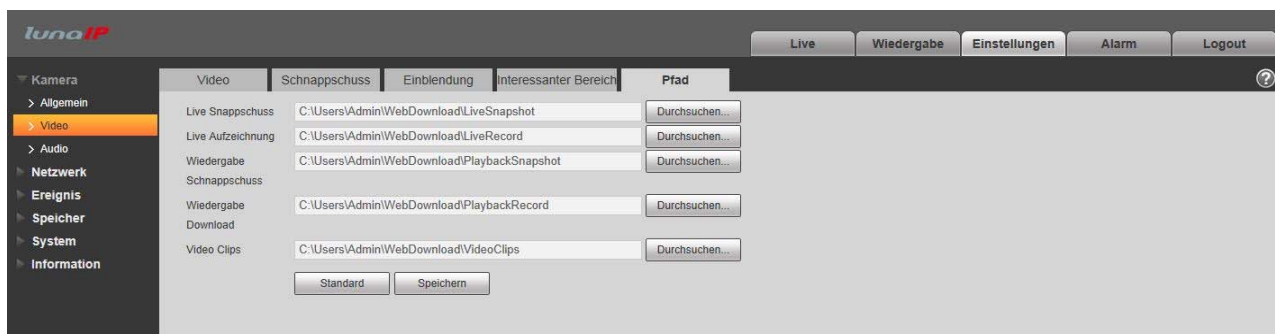 lunaIP
Live Wiedergabe Einstellungen Alarm Logout
Kamera
Allgemein
Video
Audio
Netzwerk
Ereignis
Speicher
System
Information
Video Schnappschuss Einblendung Interessanter Bereich Pfad
?
Live Snappschuss C:\Users\Admin\WebDownload\LiveSnapshot Durchsuchen...
Live Aufzeichnung C:\Users\Admin\WebDownload\LiveRecord Durchsuchen...
Wiedergabe C:\Users\Admin\WebDownload\PlaybackSnapshot Durchsuchen...
Schnappschuss
Wiedergabe C:\Users\Admin\WebDownload\PlaybackRecord Durchsuchen...
Download
Video Clips C:\Users\Admin\WebDownload\VideoClips Durchsuchen...
Standard Speichern